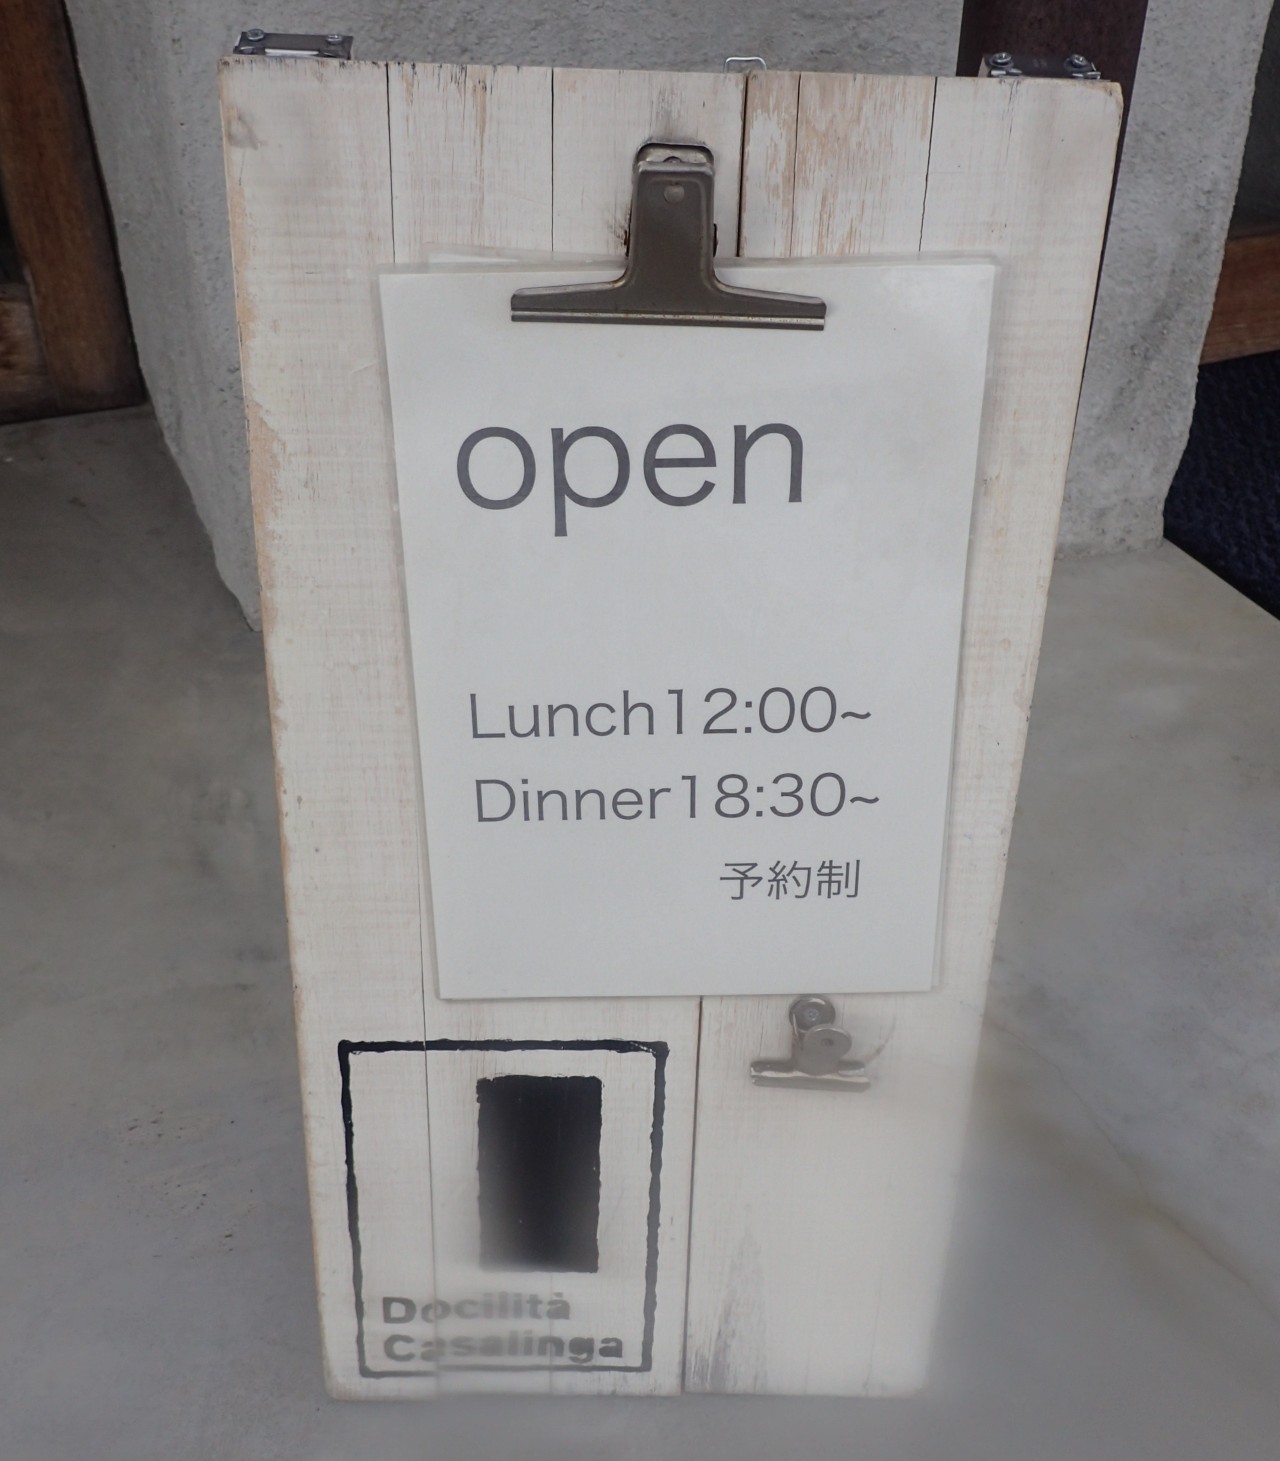 open
Lunch12:00~
Dinner18:30~
予約制
Docilità
Casalinga